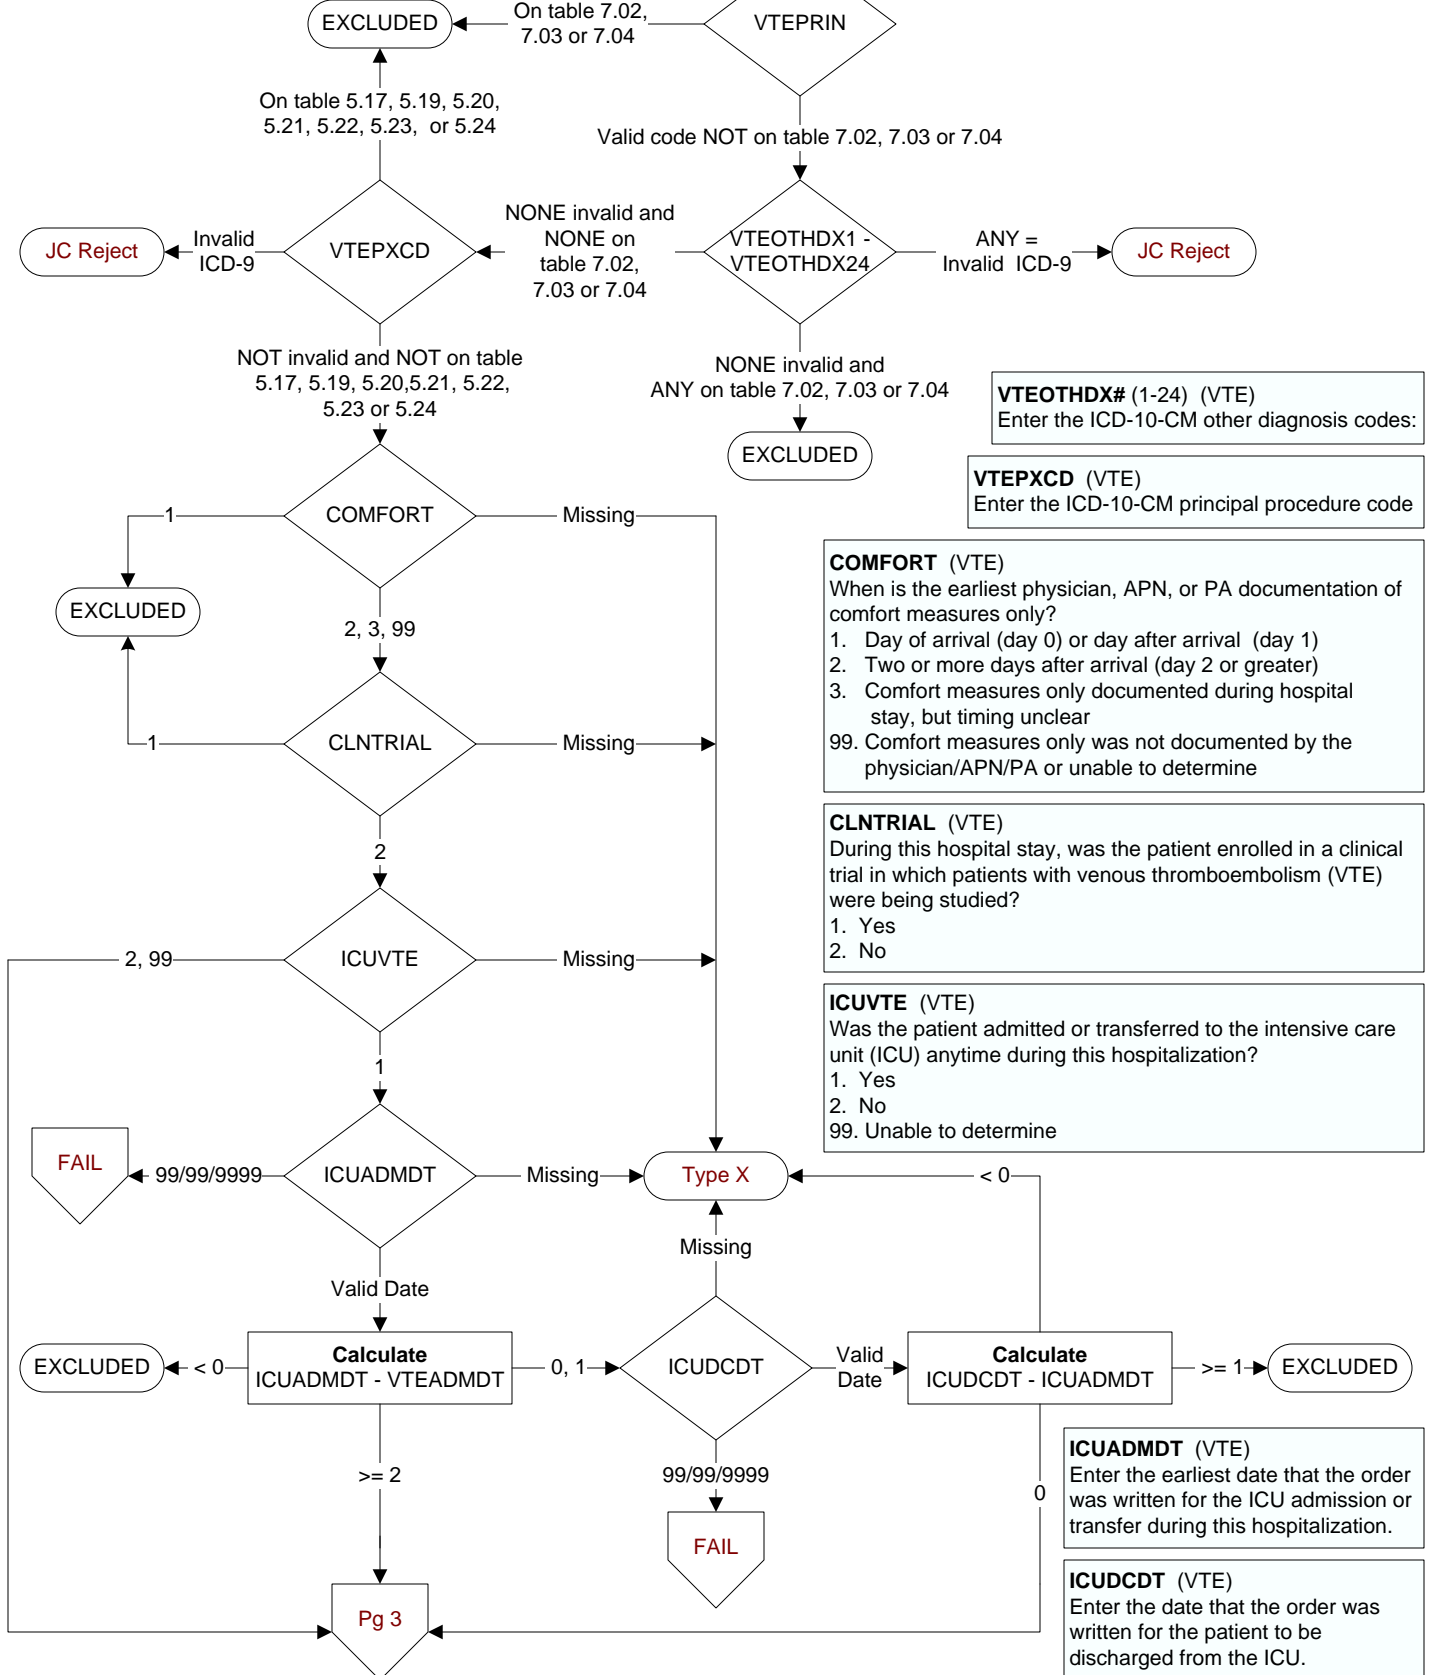 EXCLUDED
On table 7.02,
7.03 or 7.04
VTEPRIN
On table 5.17, 5.19, 5.20,
5.21, 5.22, 5.23,  or 5.24
Valid code NOT on table 7.02, 7.03 or 7.04
JC Reject
Invalid
ICD-9
VTEPXCD
NONE invalid and
NONE on
table 7.02,
7.03 or 7.04
VTEOTHDX1 -
VTEOTHDX24
ANY =
Invalid  ICD-9
JC Reject
NOT invalid and NOT on table
5.17, 5.19, 5.20,5.21, 5.22,
5.23 or 5.24
NONE invalid and
ANY on table 7.02, 7.03 or 7.04
EXCLUDED
VTEOTHDX# (1-24)  (VTE)
Enter the ICD-10-CM other diagnosis codes:
VTEPXCD  (VTE)
Enter the ICD-10-CM principal procedure code
1
COMFORT
Missing
EXCLUDED
2, 3, 99
COMFORT  (VTE)
When is the earliest physician, APN, or PA documentation of
comfort measures only?
1.  Day of arrival (day 0) or day after arrival  (day 1)
2.  Two or more days after arrival (day 2 or greater)
3.  Comfort measures only documented during hospital
stay, but timing unclear
99. Comfort measures only was not documented by the
physician/APN/PA or unable to determine
1
CLNTRIAL
Missing
2
CLNTRIAL  (VTE)
During this hospital stay, was the patient enrolled in a clinical
trial in which patients with venous thromboembolism (VTE)
were being studied?
1.  Yes
2.  No
2, 99
ICUVTE
Missing
1
ICUVTE  (VTE)
Was the patient admitted or transferred to the intensive care
unit (ICU) anytime during this hospitalization?
1.  Yes
2.  No
99. Unable to determine
FAIL
99/99/9999
ICUADMDT
Missing
Type X
< 0
Missing
Valid Date
EXCLUDED
< 0
Calculate
ICUADMDT - VTEADMDT
0, 1
ICUDCDT
Valid
Date
Calculate
ICUDCDT - ICUADMDT
>= 1
EXCLUDED
>= 2
99/99/9999
0
FAIL
ICUADMDT  (VTE)
Enter the earliest date that the order
was written for the ICU admission or
transfer during this hospitalization.
Pg 3
ICUDCDT  (VTE)
Enter the date that the order was
written for the patient to be
discharged from the ICU.